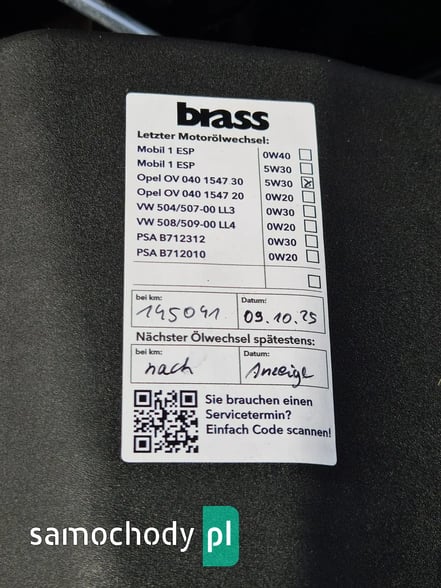 brass
Letzter Motorölwechsel:
Mobil 1 ESP 0W40
Mobil 1 ESP 5W30
Opel OV 040 1547 30 5W30
Opel OV 040 1547 20 0W20
VW 504/507-00 LL3 0W30
VW 508/509-00 LL4 0W20
PSA B712312 0W30
PSA B712010 0W20
bei km: Datum:
145041 09.10.25
Nächster Ölwechsel spätestens:
bei km: Datum:
nach Anzeige
Sie brauchen einen
Servicetermin?
Einfach Code scannen!
samochody pl